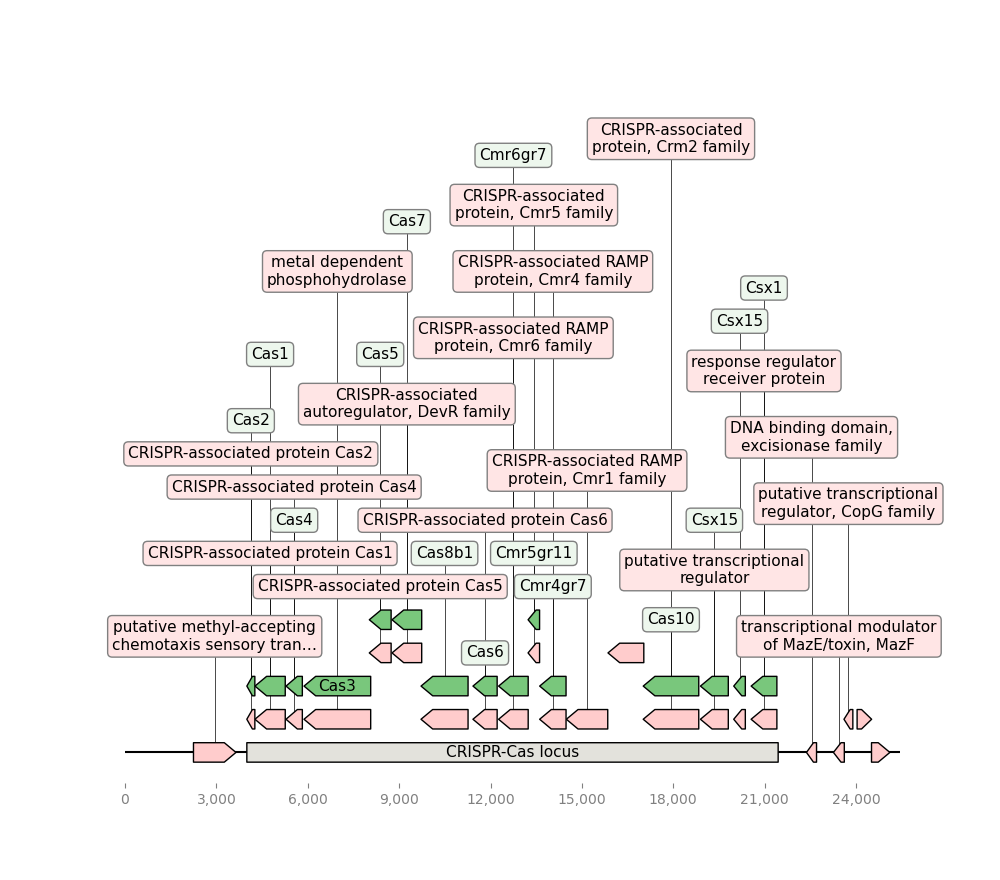 CRISPR-associated
protein, Crm2 family
Cmr6gr7
CRISPR-associated
protein, Cmr5 family
Cas7
metal dependent
phosphohydrolase
CRISPR-associated RAMP
protein, Cmr4 family
Csx1
Csx15
CRISPR-associated RAMP
protein, Cmr6 family
Cas1
Cas5
response regulator
receiver protein
CRISPR-associated
autoregulator, DevR family
Cas2
DNA binding domain,
excisionase family
CRISPR-associated protein Cas2
CRISPR-associated RAMP
protein, Cmr1 family
CRISPR-associated protein Cas4
putative transcriptional
regulator, CopG family
Cas4
CRISPR-associated protein Cas6
Csx15
CRISPR-associated protein Cas1
Cas8b1
Cmr5gr11
putative transcriptional
regulator
CRISPR-associated protein Cas5
Cmr4gr7
Cas10
putative methyl-accepting
chemotaxis sensory tran...
transcriptional modulator
of MazE/toxin, MazF
Cas6
Cas3
CRISPR-Cas locus
0
3,000
6,000
9,000
12,000
15,000
18,000
21,000
24,000